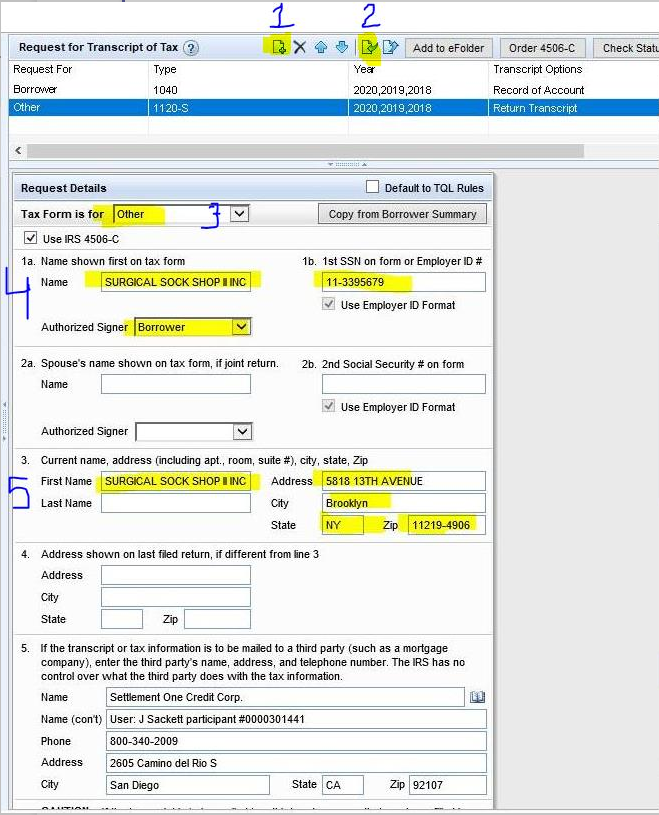 1 2
Request for Transcript of Tax ? Add to eFolder Order 4506-C Check Statu
Request For Type Year Transcript Options
Borrower 1040 2020,2019,2018 Record of Account
Other 1120-S 2020,2019,2018 Return Transcript
Request Details Default to TQL Rules
Tax Form is for Other 3 Copy from Borrower Summary
Use IRS 4506-C
1a. Name shown first on tax form 1b. 1st SSN on form or Employer ID #
4 Name SURGICAL SOCK SHOP II INC 11-3395679
Use Employer ID Format
Authorized Signer Borrower
2a. Spouse's name shown on tax form, if joint return. 2b. 2nd Social Security # on form
Name
Use Employer ID Format
Authorized Signer
3. Current name, address (including apt., room, suite #), city, state, Zip
5 First Name SURGICAL SOCK SHOP II INC Address 5818 13TH AVENUE
Last Name City Brooklyn
State NY Zip 11219-4906
4. Address shown on last filed return, if different from line 3
Address
City
State Zip
5. If the transcript or tax information is to be mailed to a third party (such as a mortgage
company), enter the third party's name, address, and telephone number. The IRS has no
control over what the third party does with the tax information.
Name Settlement One Credit Corp.
Name (con't) User: J Sackett participant #0000301441
Phone 800-340-2009
Address 2605 Camino del Rio S
City San Diego State CA Zip 92107